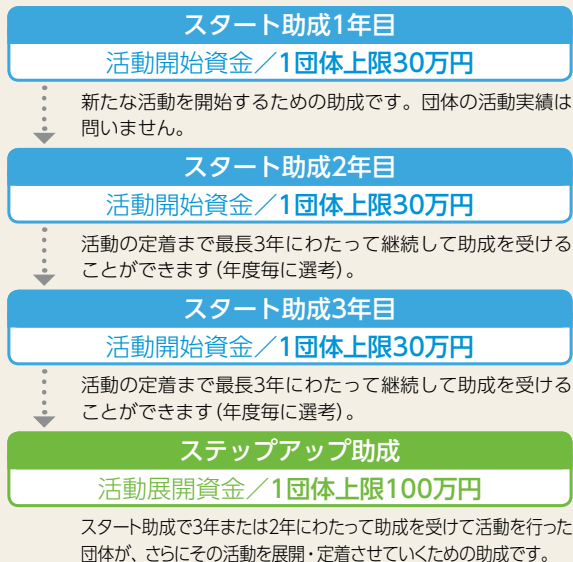 スタート助成1年目
活動開始資金／1団体上限30万円
新たな活動を開始するための助成です。団体の活動実績は
問いません。
スタート助成2年目
活動開始資金／1団体上限30万円
活動の定着まで最長3年にわたって継続して助成を受ける
ことができます(年度毎に選考)。
スタート助成3年目
活動開始資金／1団体上限30万円
活動の定着まで最長3年にわたって継続して助成を受ける
ことができます(年度毎に選考)。
ステップアップ助成
活動展開資金／1団体上限100万円
スタート助成で3年または2年にわたって助成を受けて活動を行った
団体が、さらにその活動を展開・定着させていくための助成です。